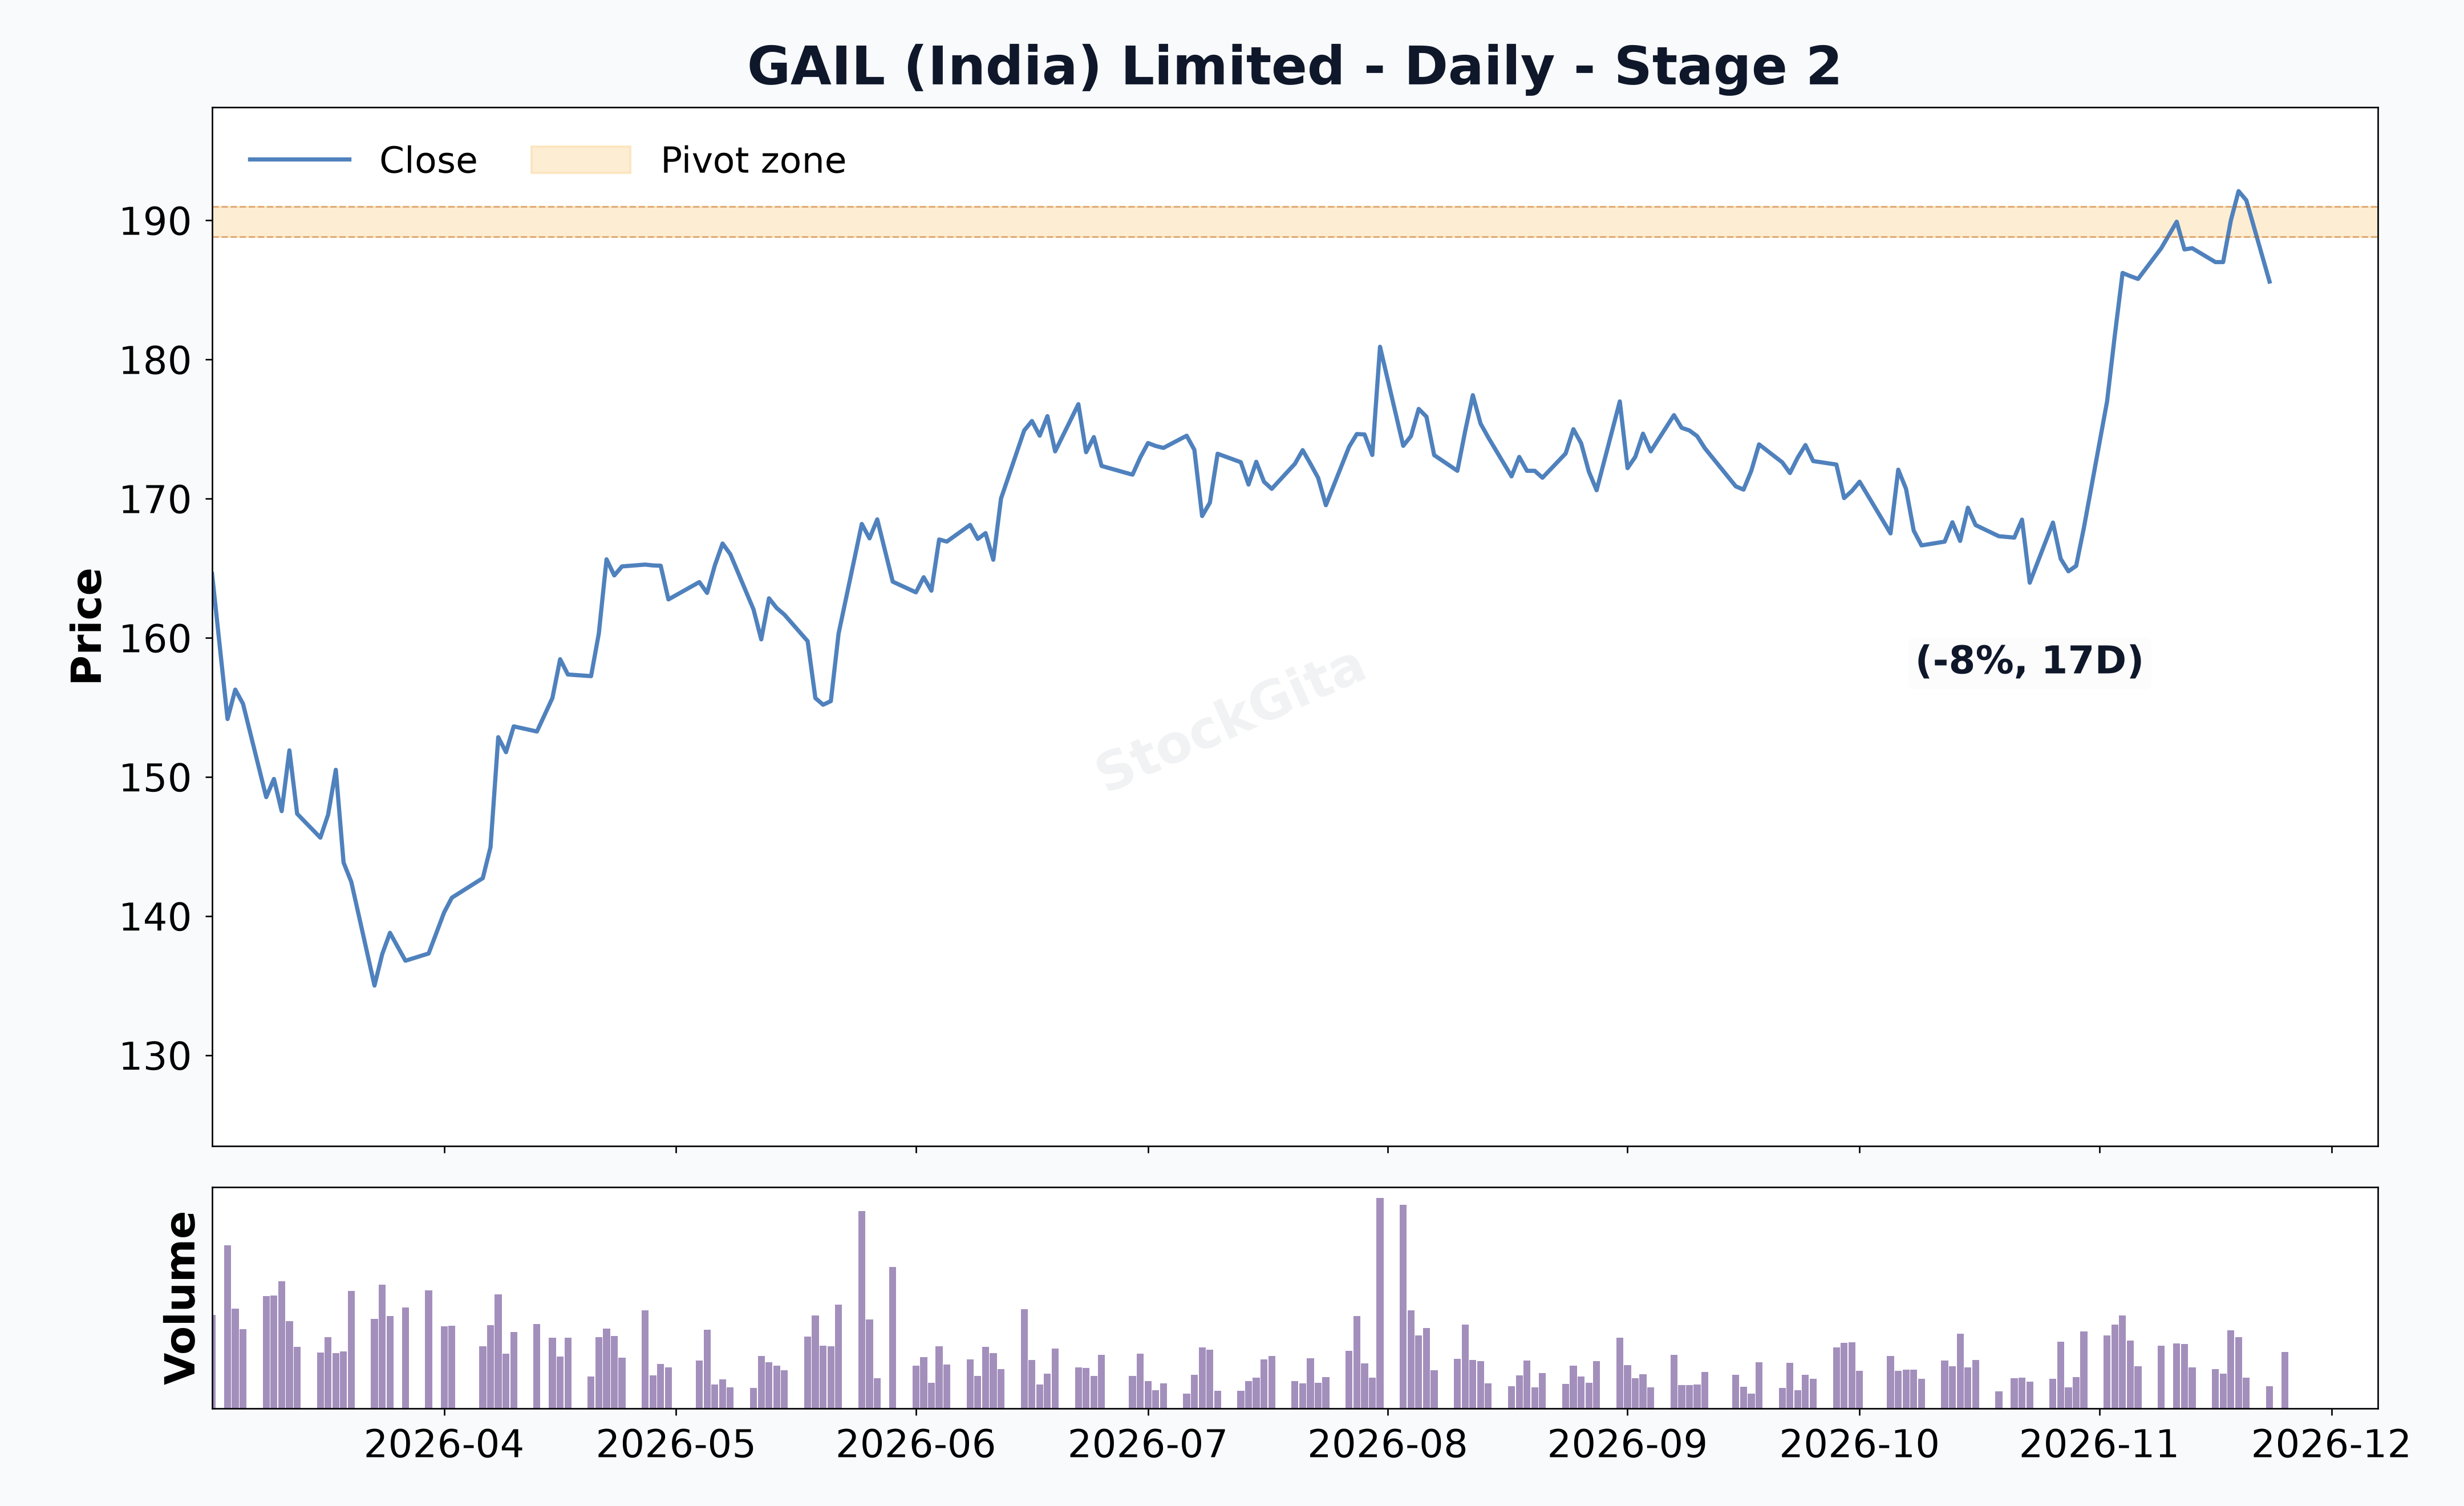 GAIL (India) Limited - Daily - Stage 2
Close
Pivot zone
190
180
170
160
150
140
130
Price
(-8%, 17D)
StockGita
Volume
2026-04
2026-05
2026-06
2026-07
2026-08
2026-09
2026-10
2026-11
2026-12